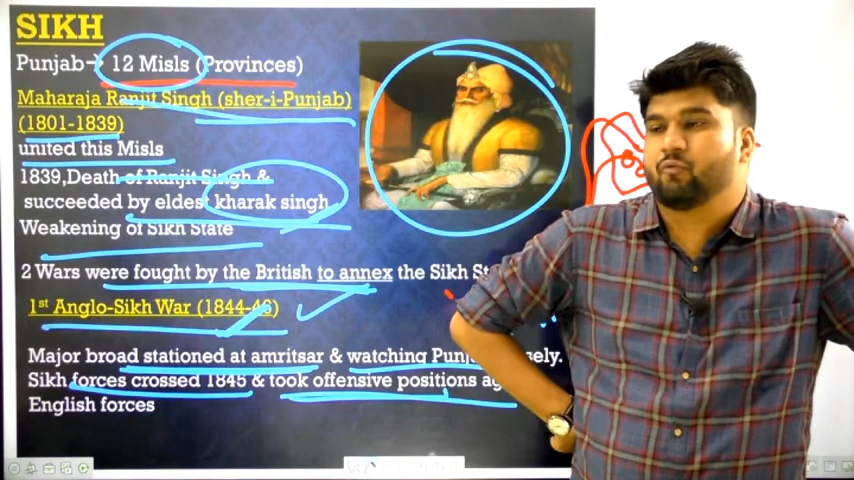 SIKH
Punjab→ 12 Misls (Provinces)
Maharaja Ranjit Singh (sher-i-Punjab)
(1801-1839)
united this Misls
1839,Death of Ranjit Singh &
succeeded by eldest kharak singh
Weakening of Sikh State
2 Wars were fought by the British to annex the Sikh
1st Anglo-Sikh War (1844-46)
Major broad stationed at amritsar & watching
Sikh forces crossed 1845 & took offensive positions
English forces